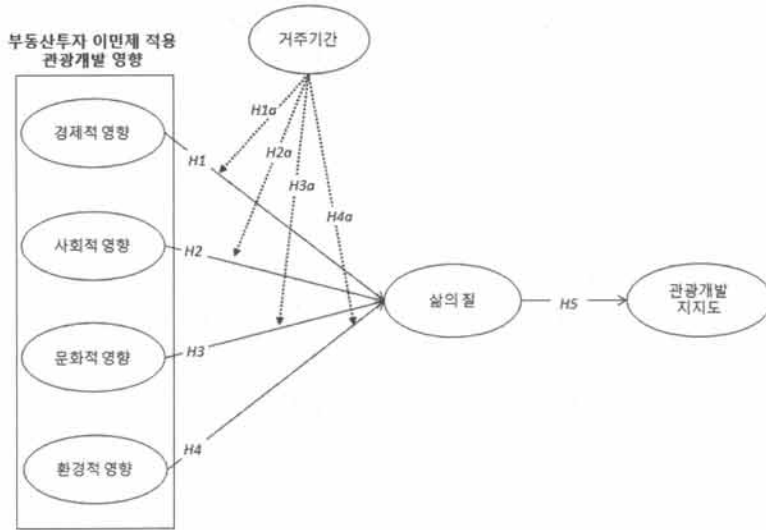 부동산투자 이민제 적용
관광개발 영향
거주기간
경제적 영향
H1
H1a
H2a
H3a
H4a
사회적 영향
H2
삶의 질
H5
관광개발
지지도
문화적 영향
H3
환경적 영향
H4